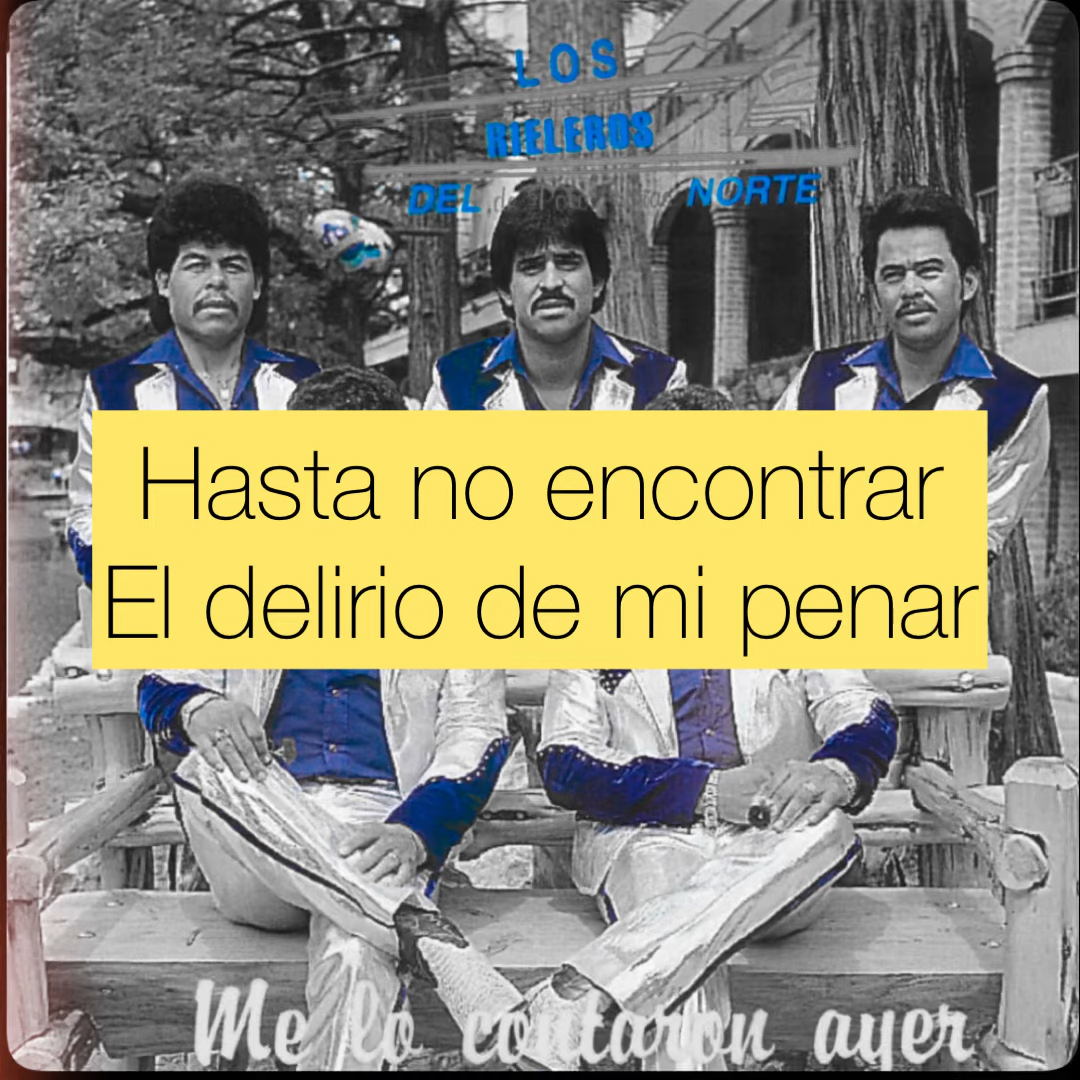 LOS
RIELEROS
DEL NORTE
Hasta no encontrar
El delirio de mi penar
Me lo contaron ayer